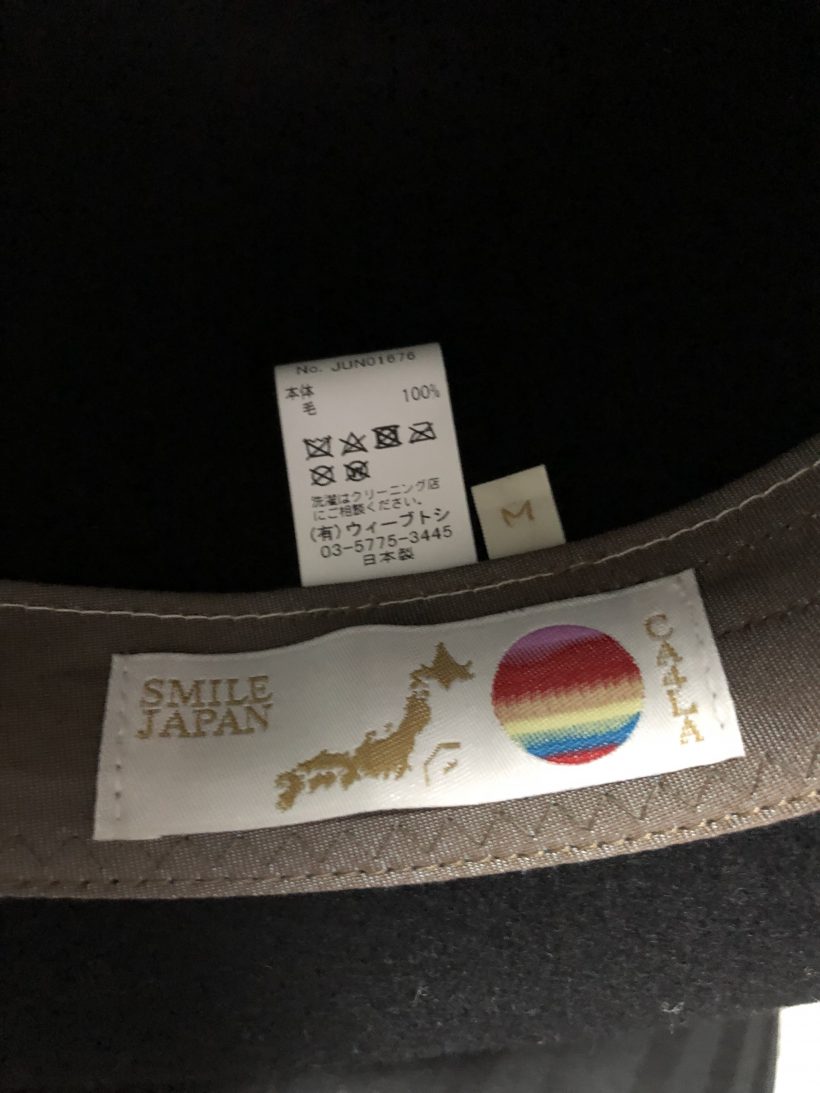 No. JUN01676
本体 100%
毛
洗濯はクリーニング店
にご相談ください。
(有)ウィーブトシ
03-5775-3445
日本製
M
SMILE
JAPAN
CA4LA